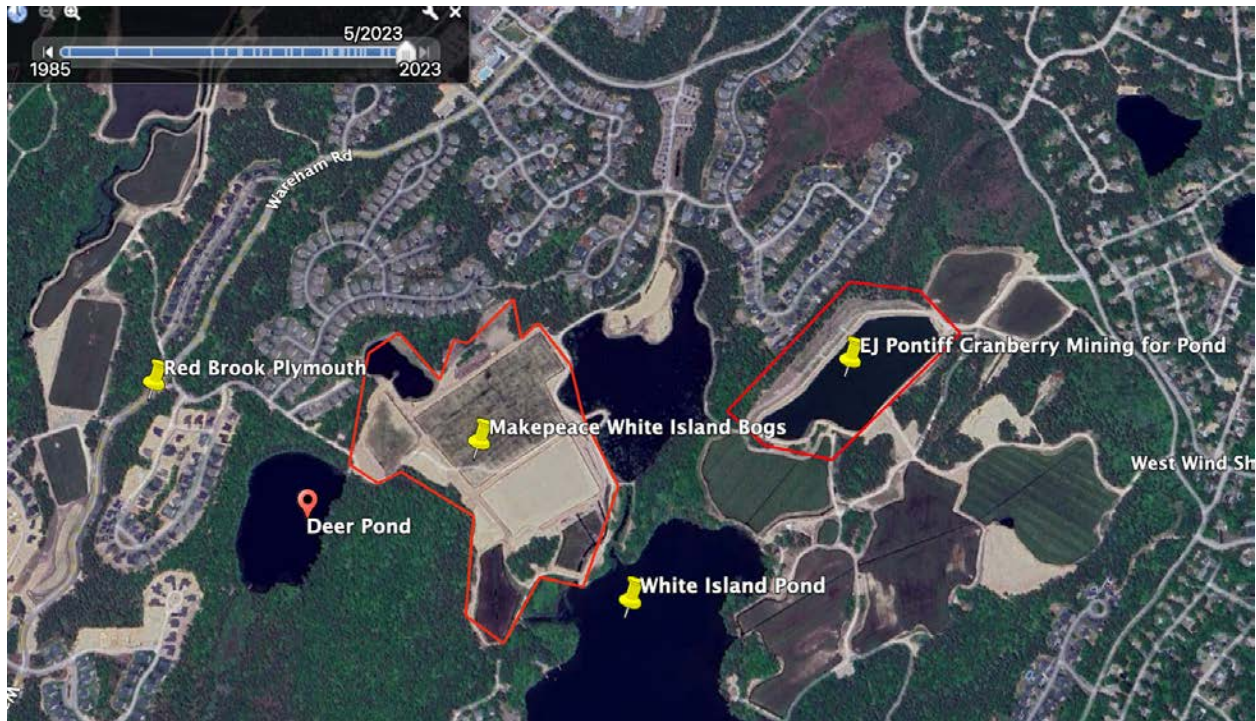 5/2023
1985
2023
Wareham Rd
Red Brook Plymouth
EJ Pontiff Cranberry Mining for Pond
Makepeace White Island Bogs
West Wind Sh
Deer Pond
White Island Pond